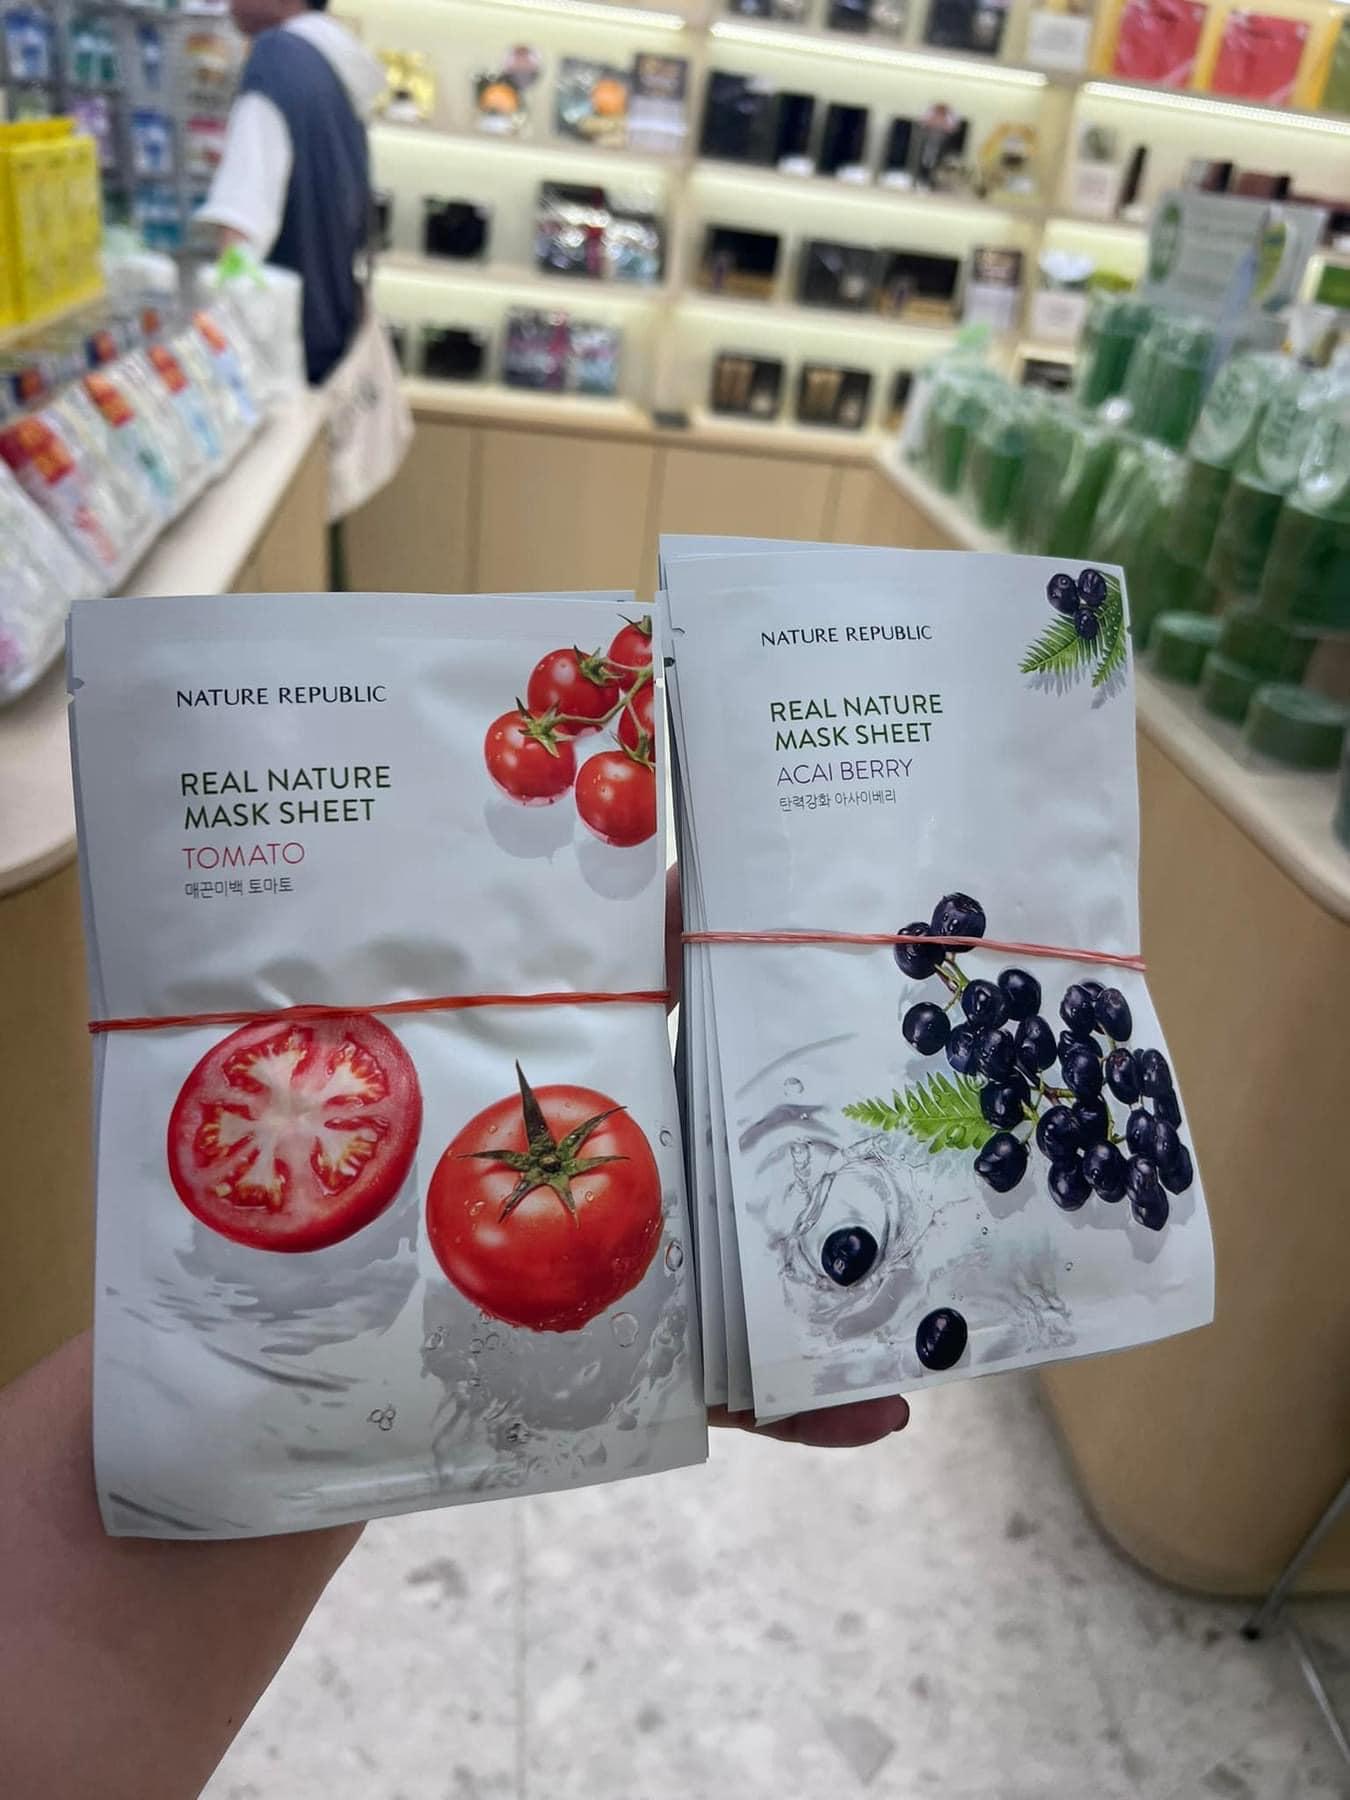 NATURE REPUBLIC
REAL NATURE
MASK SHEET
TOMATO
매끈미백 토마토
NATURE REPUBLIC
REAL NATURE
MASK SHEET
ACAI BERRY
탄력강화 아사이베리